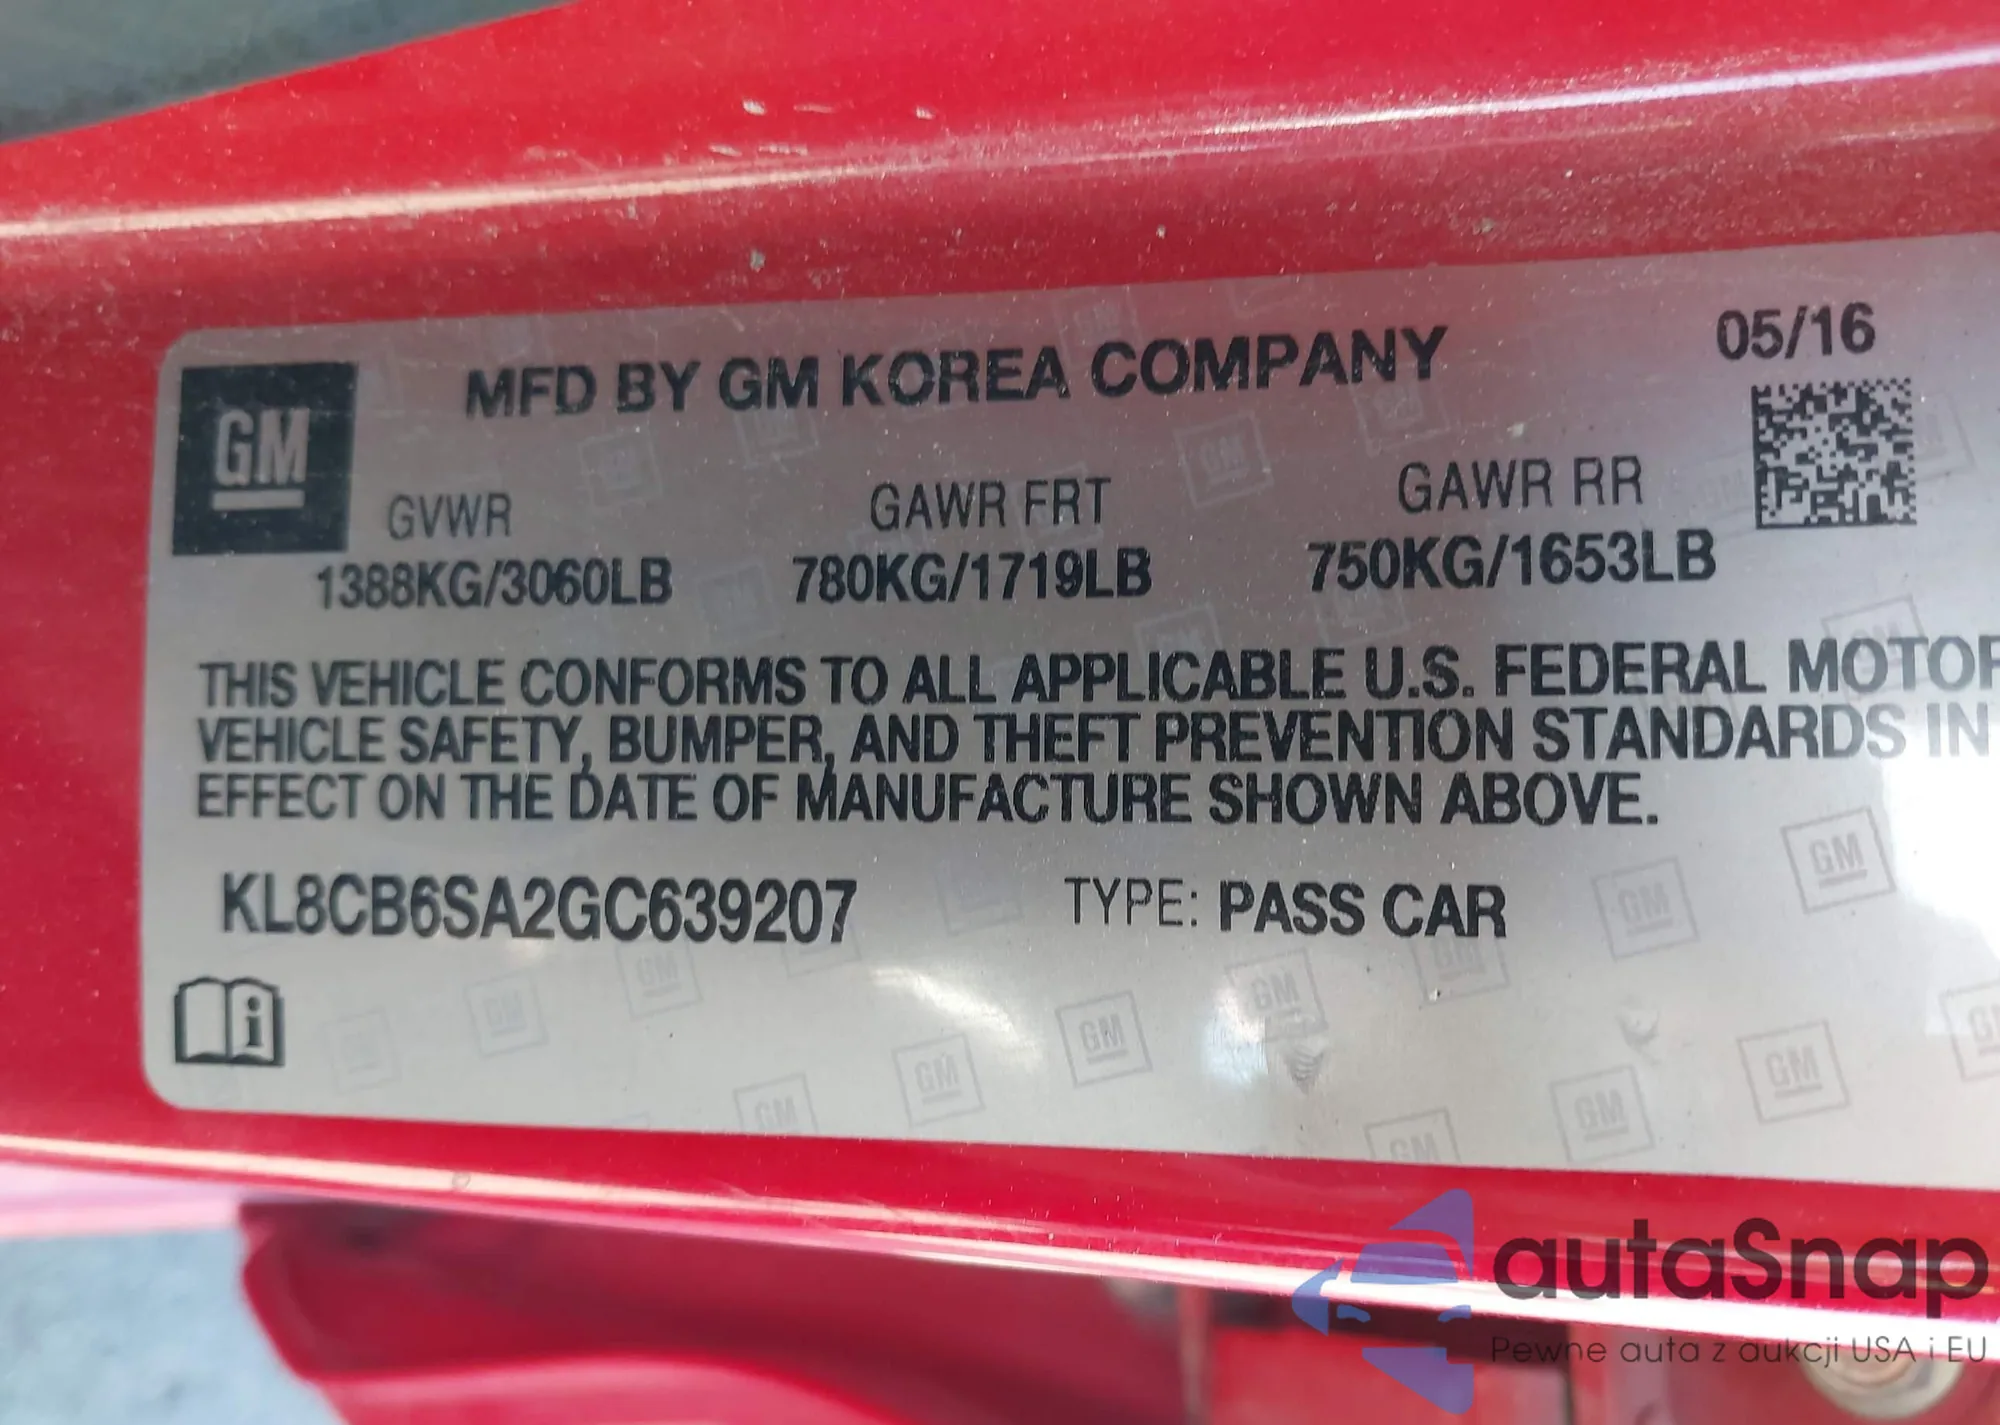 MFD BY GM KOREA COMPANY 05/16
GM
GVWR GAWR FRT GAWR RR
1388KG/3060LB 780KG/1719LB 750KG/1653LB
THIS VEHICLE CONFORMS TO ALL APPLICABLE U.S. FEDERAL MOTOR
VEHICLE SAFETY, BUMPER, AND THEFT PREVENTION STANDARDS IN
EFFECT ON THE DATE OF MANUFACTURE SHOWN ABOVE.
KL8CB6SA2GC639207 TYPE: PASS CAR
i
autaSnap
Pewne auta z aukcji USA i EU